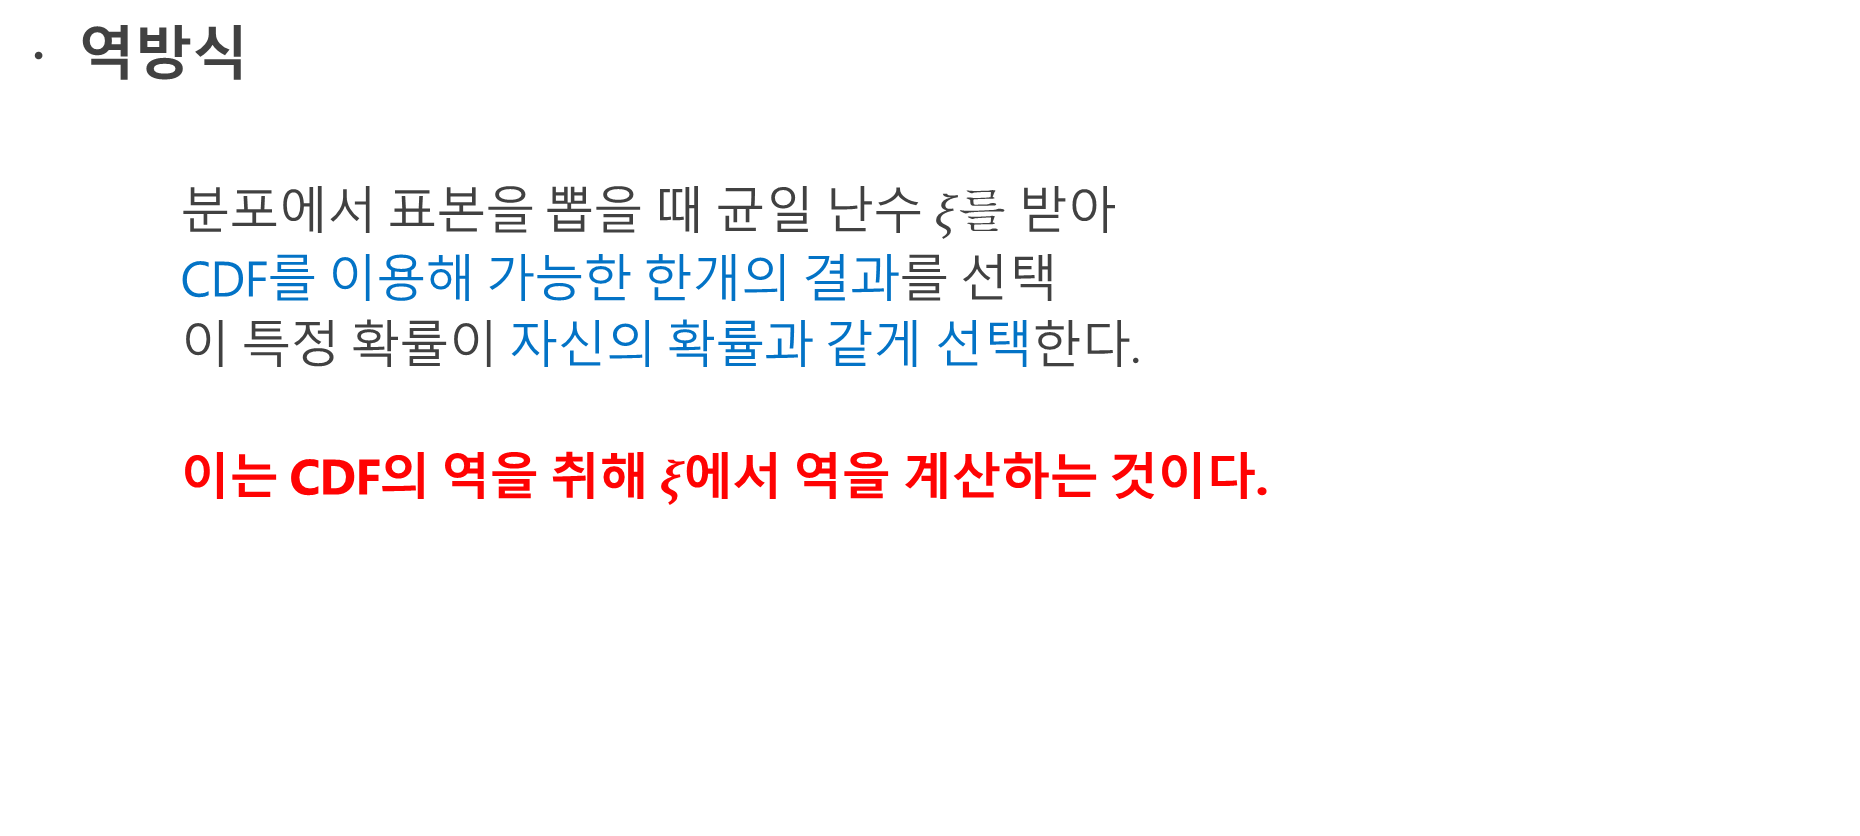 · 역방식
분포에서 표본을 뽑을 때 균일 난수 ξ를 받아
CDF를 이용해 가능한 한개의 결과를 선택
이 특정 확률이 자신의 확률과 같게 선택한다.
이는 CDF의 역을 취해 ξ에서 역을 계산하는 것이다.